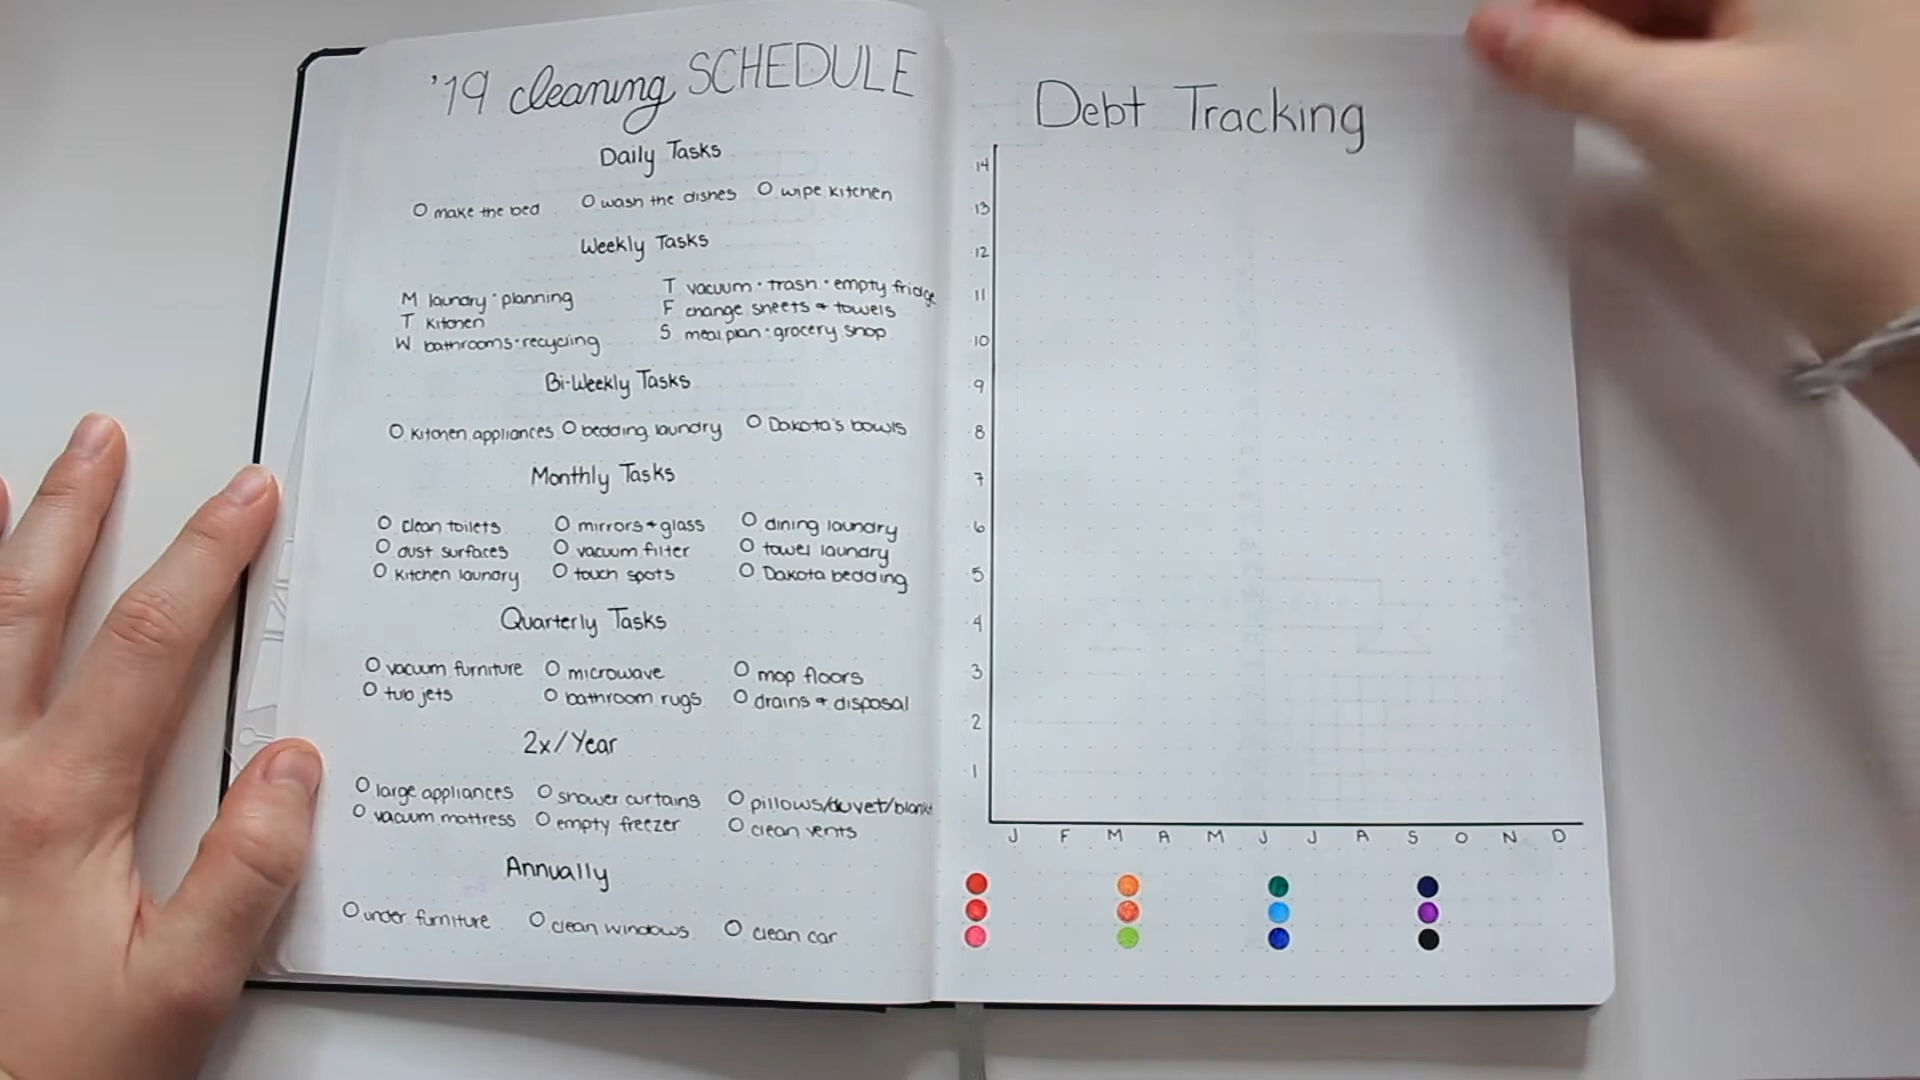 '19 cleaning SCHEDULE
Daily Tasks
make the bed wash the dishes wipe kitchen
Weekly Tasks
M laundry · planning
T kitchen
W bathrooms · recycling
T vacuum · trash · empty fridge
F change sheets + towels
S meal plan · grocery shop
Bi-Weekly Tasks
kitchen appliances bedding laundry Dakota's bowls
Monthly Tasks
clean toilets mirrors + glass dining laundry
dust surfaces vacuum filter towel laundry
kitchen laundry touch spots Dakota bedding
Quarterly Tasks
vacuum furniture microwave mop floors
tub jets bathroom rugs drains + disposal
2x/Year
large appliances shower curtains pillows/duvet/blank
vacuum mattress empty freezer clean vents
Annually
under furniture clean windows clean car
Debt Tracking
14
13
12
11
10
9
8
7
6
5
4
3
2
1
J F M A M J J A S O N D